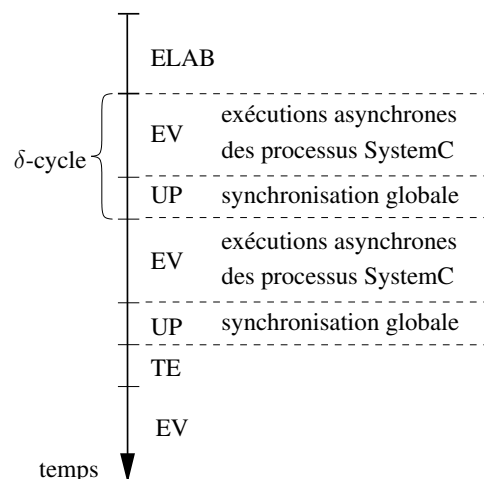 ELAB
exécutions asynchrones
EV
des processus SystemC
δ-cycle
UP synchronisation globale
exécutions asynchrones
EV
des processus SystemC
UP synchronisation globale
TE
EV
temps